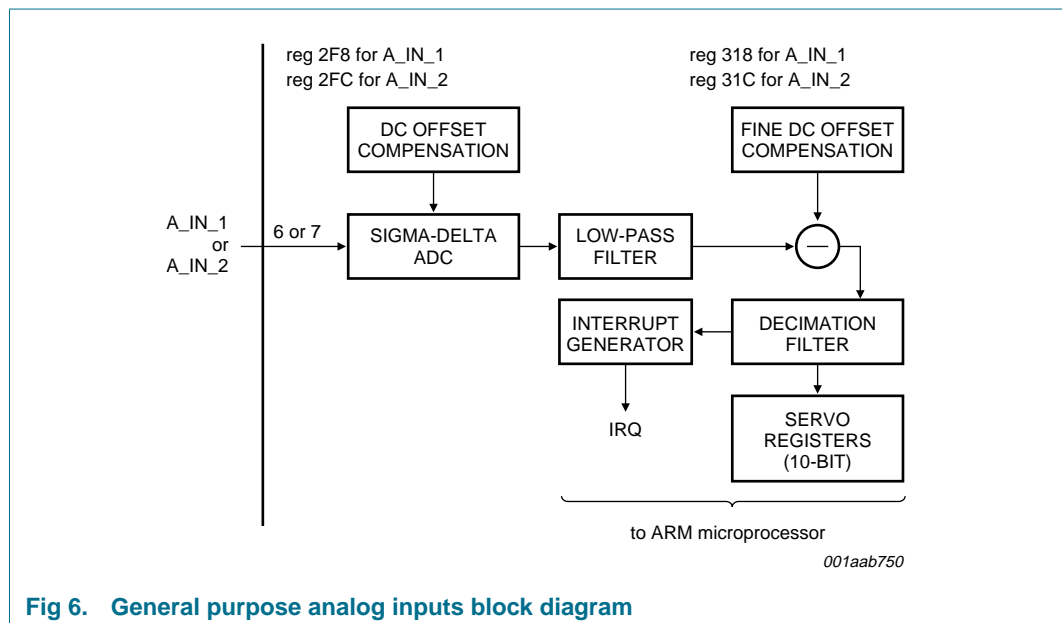 reg 2F8 for A_IN_1
reg 2FC for A_IN_2
reg 318 for A_IN_1
reg 31C for A_IN_2
DC OFFSET
COMPENSATION
FINE DC OFFSET
COMPENSATION
A_IN_1
or
A_IN_2
6 or 7
SIGMA-DELTA
ADC
LOW-PASS
FILTER
—
INTERRUPT
GENERATOR
DECIMATION
FILTER
IRQ
SERVO
REGISTERS
(10-BIT)
to ARM microprocessor
001aab750
Fig 6. General purpose analog inputs block diagram